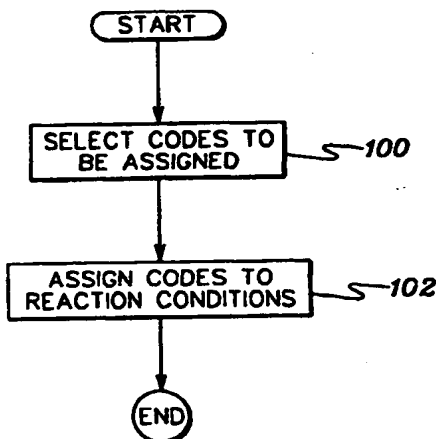 START
SELECT CODES TO
BE ASSIGNED
100
ASSIGN CODES TO
REACTION CONDITIONS
102
END